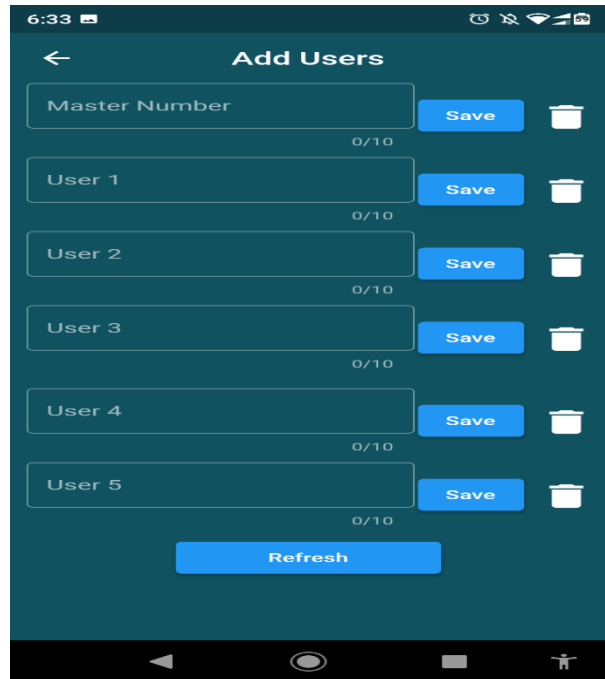 6:33
59
Add Users
Master Number
Save
0/10
User 1
Save
0/10
User 2
Save
0/10
User 3
Save
0/10
User 4
Save
0/10
User 5
Save
0/10
Refresh